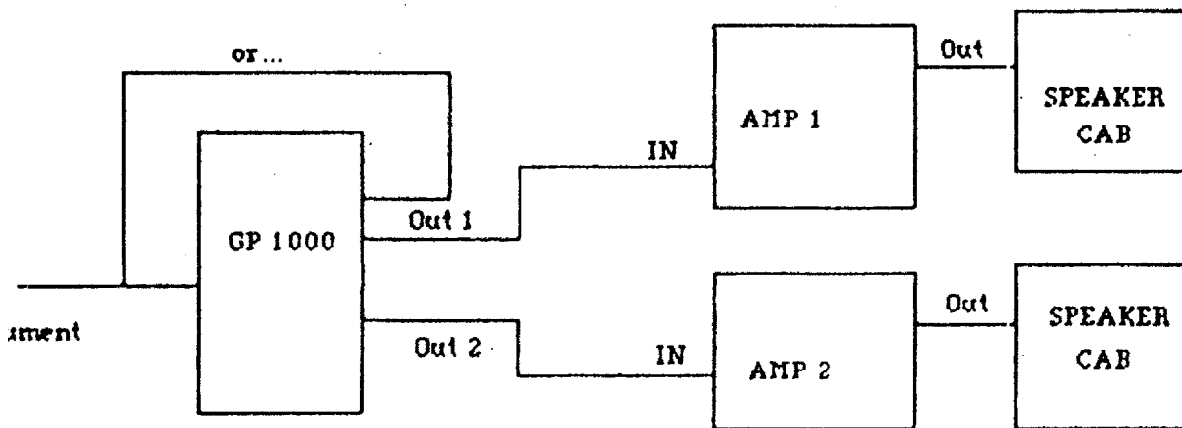 or...
Out
SPEAKER
CAB
AMP 1
IN
Out 1
GP 1000
ument
Out 2
IN
AMP 2
Out
SPEAKER
CAB